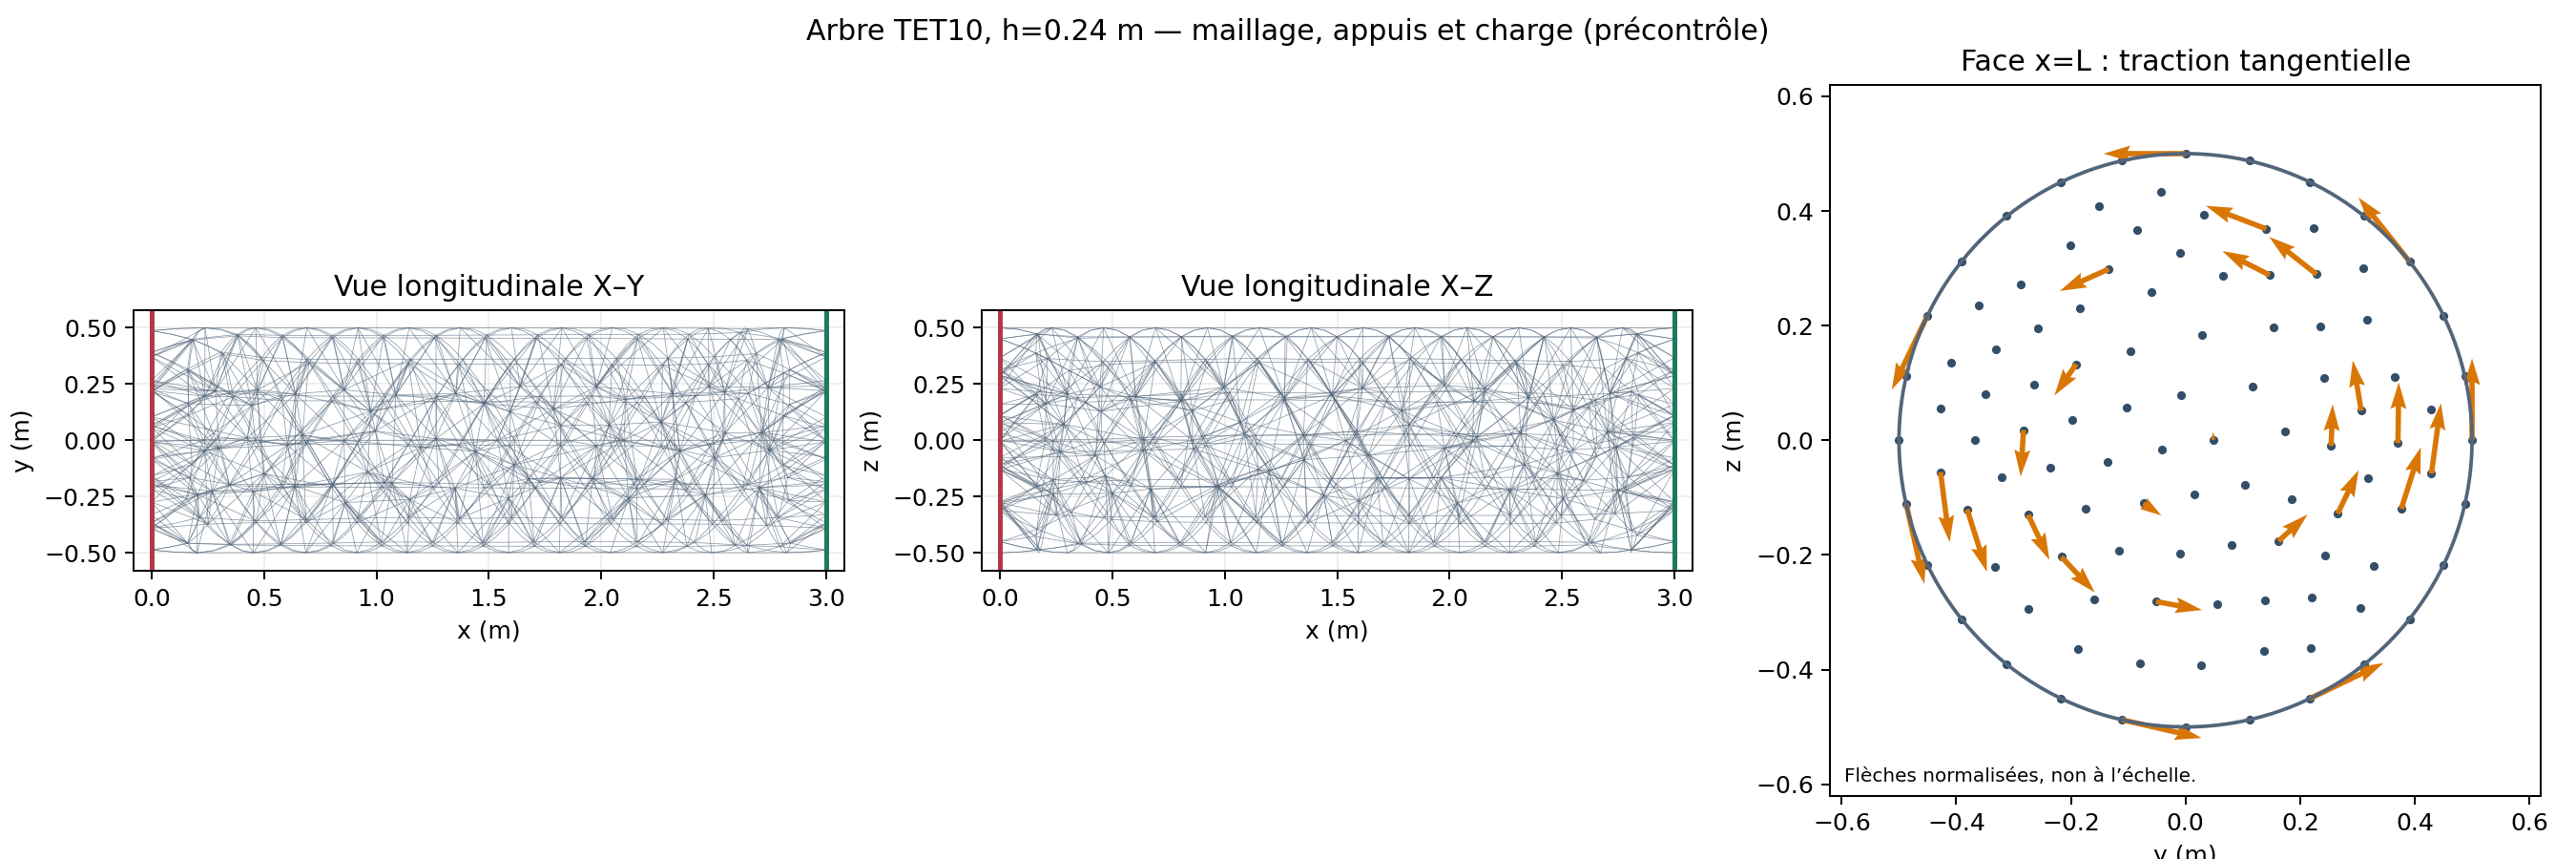 Arbre TET10, h=0.24 m — maillage, appuis et charge (précontrôle)
Vue longitudinale X–Y
0.50
0.25
0.00
−0.25
−0.50
y (m)
0.0 0.5 1.0 1.5 2.0 2.5 3.0
x (m)
Vue longitudinale X–Z
0.50
0.25
0.00
−0.25
−0.50
z (m)
0.0 0.5 1.0 1.5 2.0 2.5 3.0
x (m)
Face x=L : traction tangentielle
0.6
0.4
0.2
0.0
−0.2
−0.4
−0.6
z (m)
Flèches normalisées, non à l’échelle.
−0.6 −0.4 −0.2 0.0 0.2 0.4 0.6
y (m)